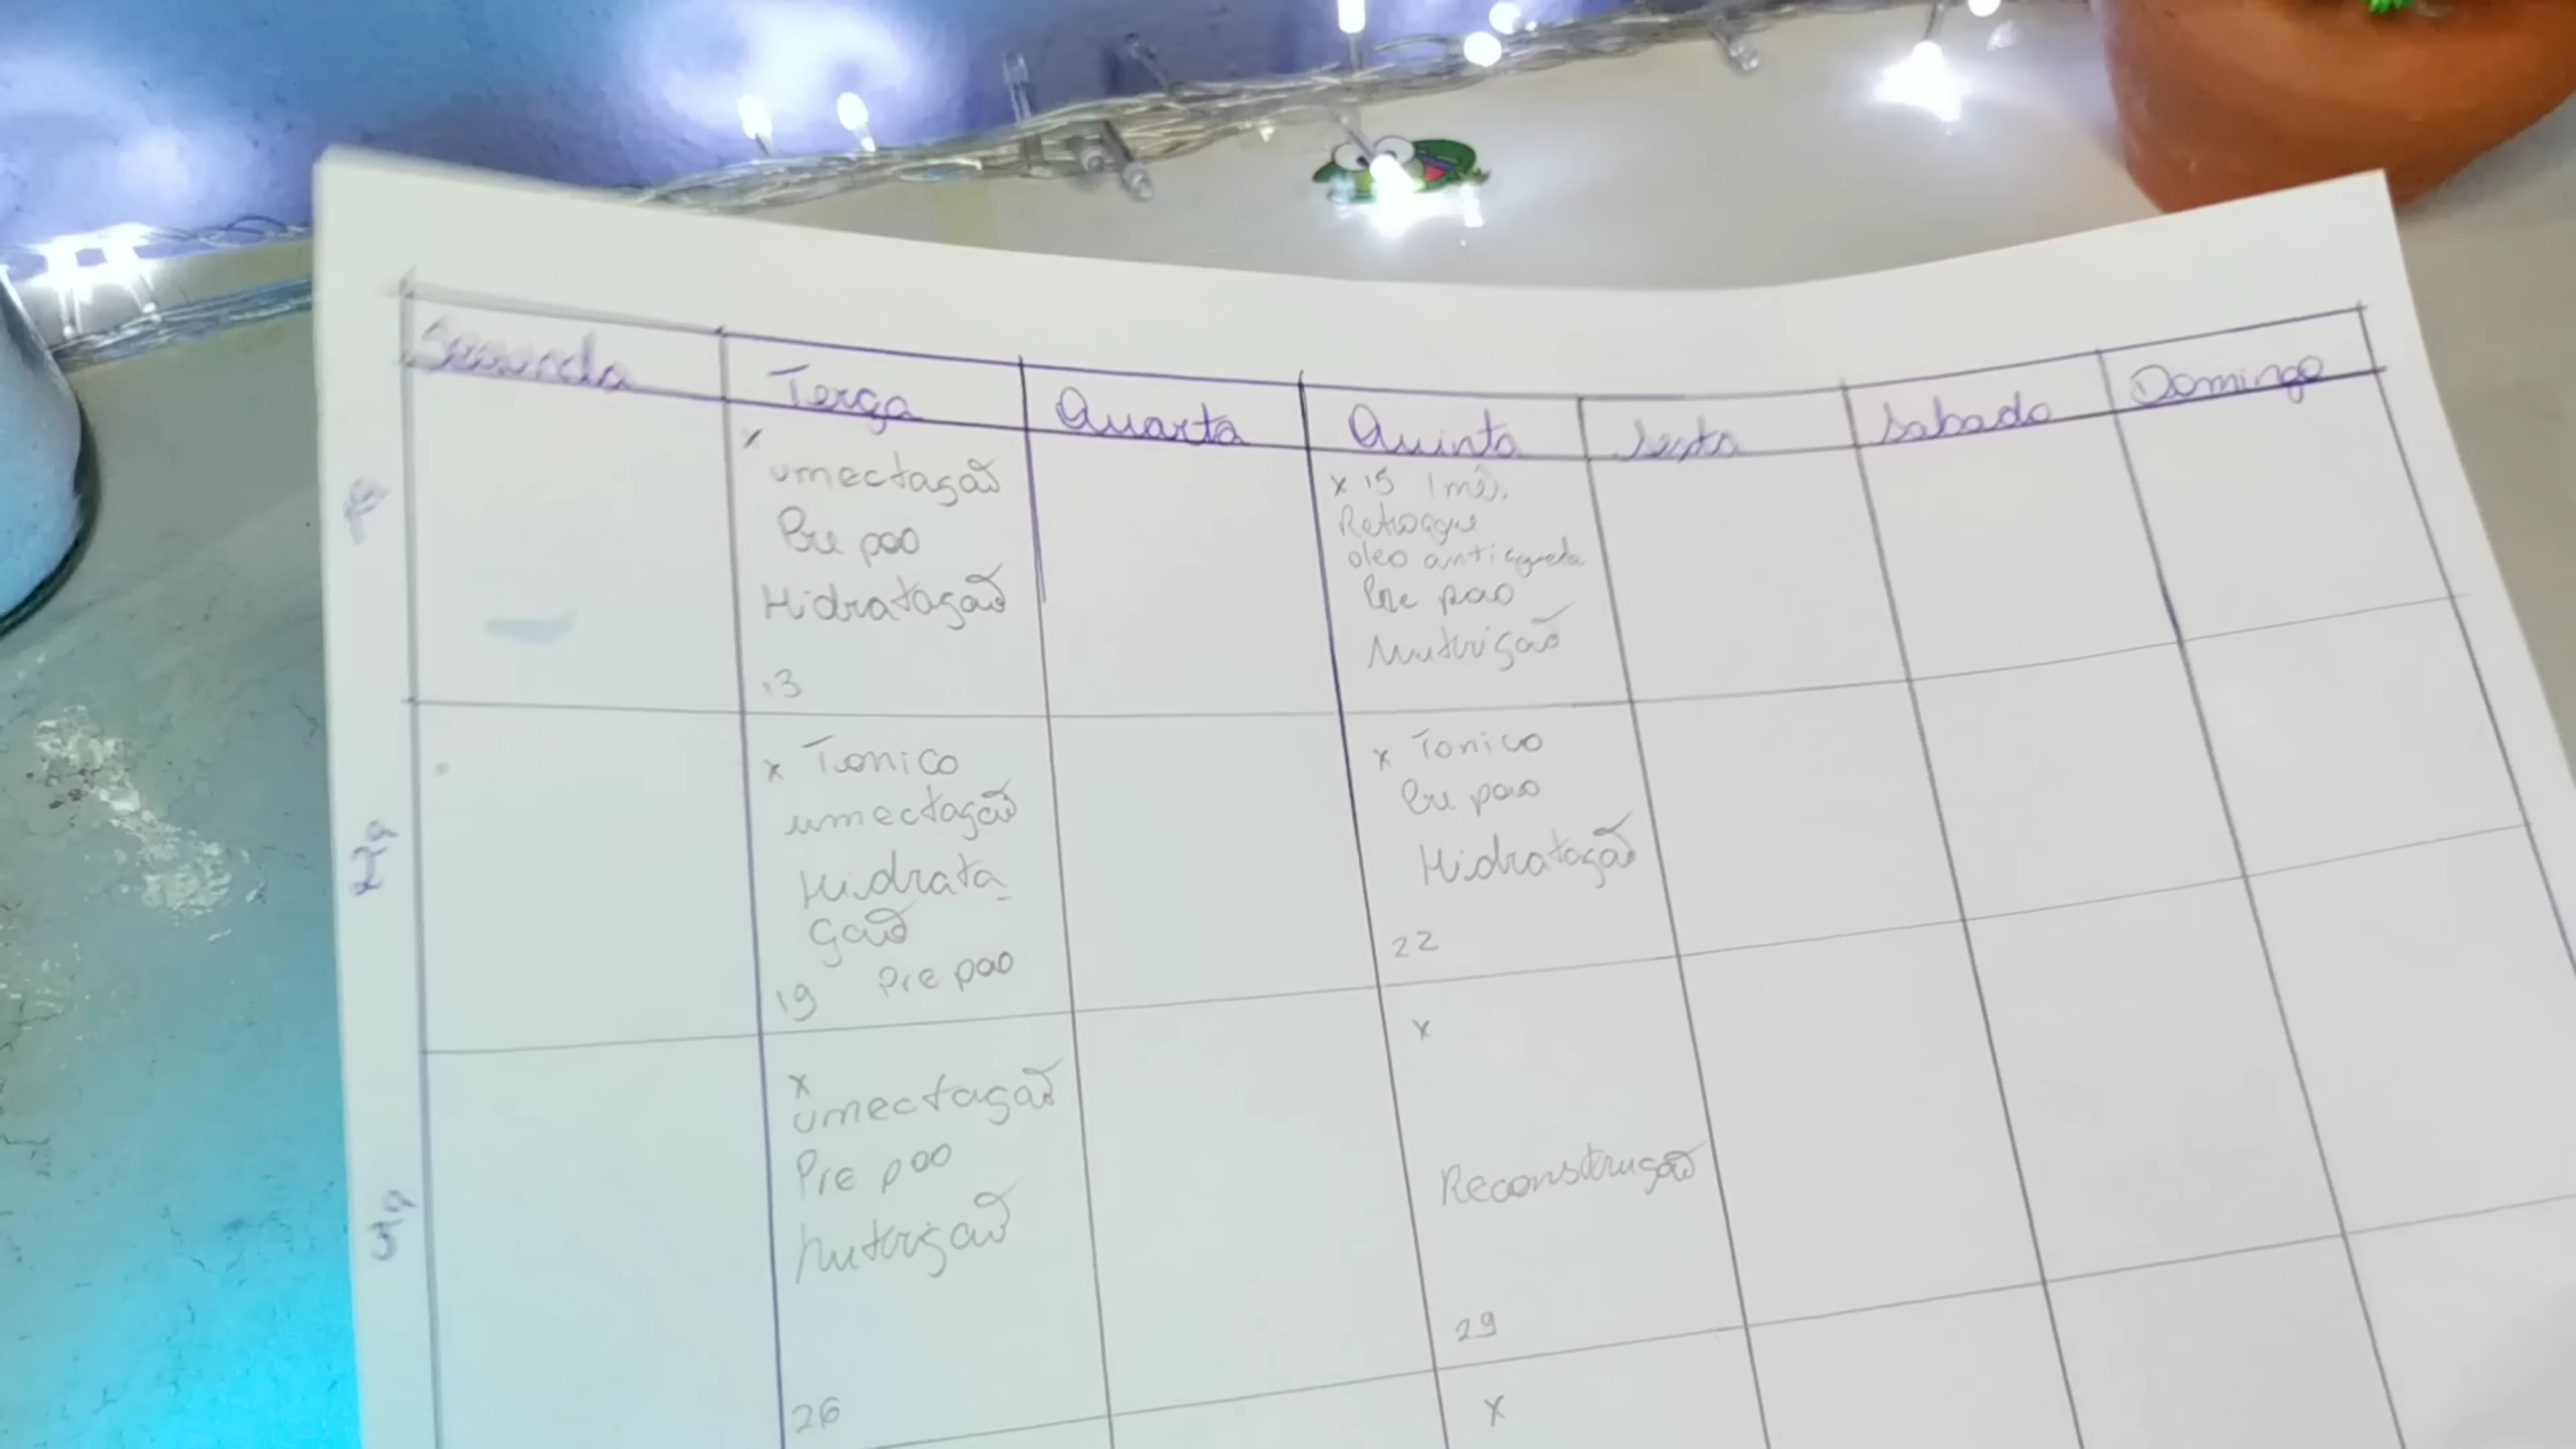 Segunda
Terça
Quarta
Quinta
Sexta
Sabado
Domingo
1ª
x
umectação
Pre poo
Hidratação
13
x 15 1 mês
Retoque
oleo
Pre poo
Nutrição
2ª
x Tonico
umectação
Hidrata-
ção
Pre poo
19
x Tonico
Pre poo
Hidratação
22
3ª
x
umectação
Pre poo
Nutrição
26
x
Reconstrução
29
x